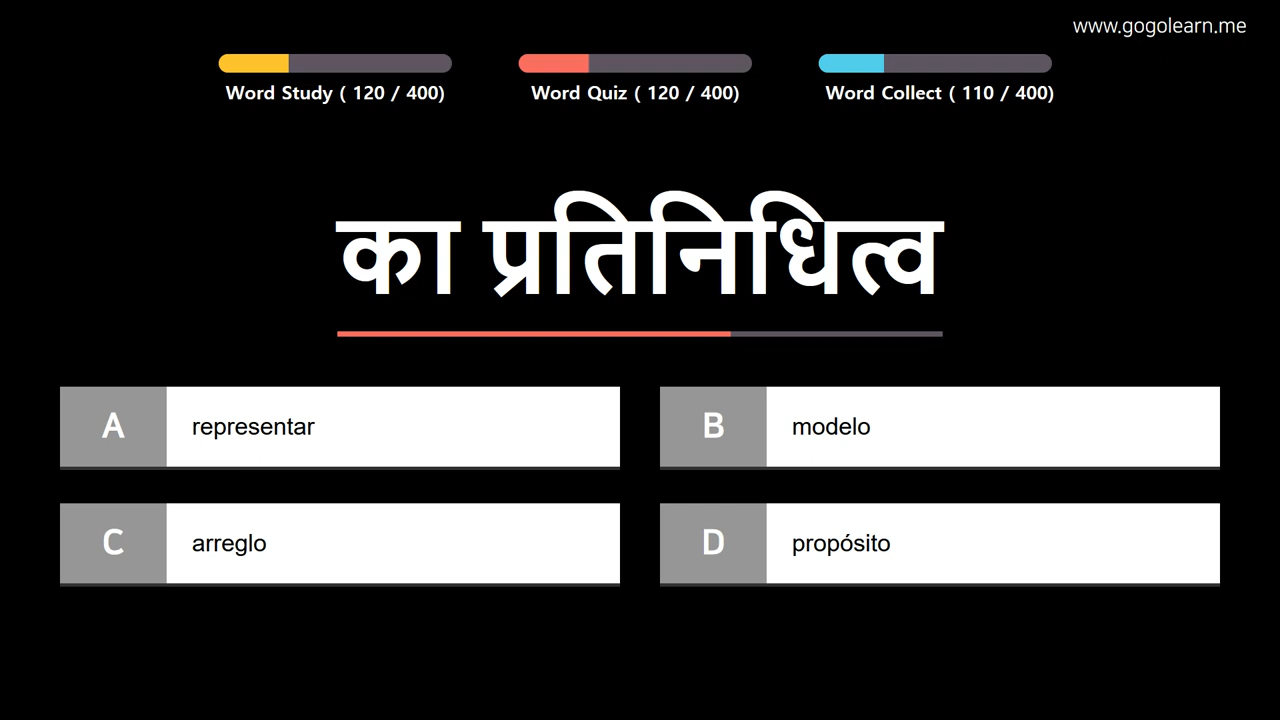 www.gogolearn.me
Word Study ( 120 / 400)
Word Quiz ( 120 / 400)
Word Collect ( 110 / 400)
का प्रतिनिधित्व
A representar
B modelo
C arreglo
D propósito